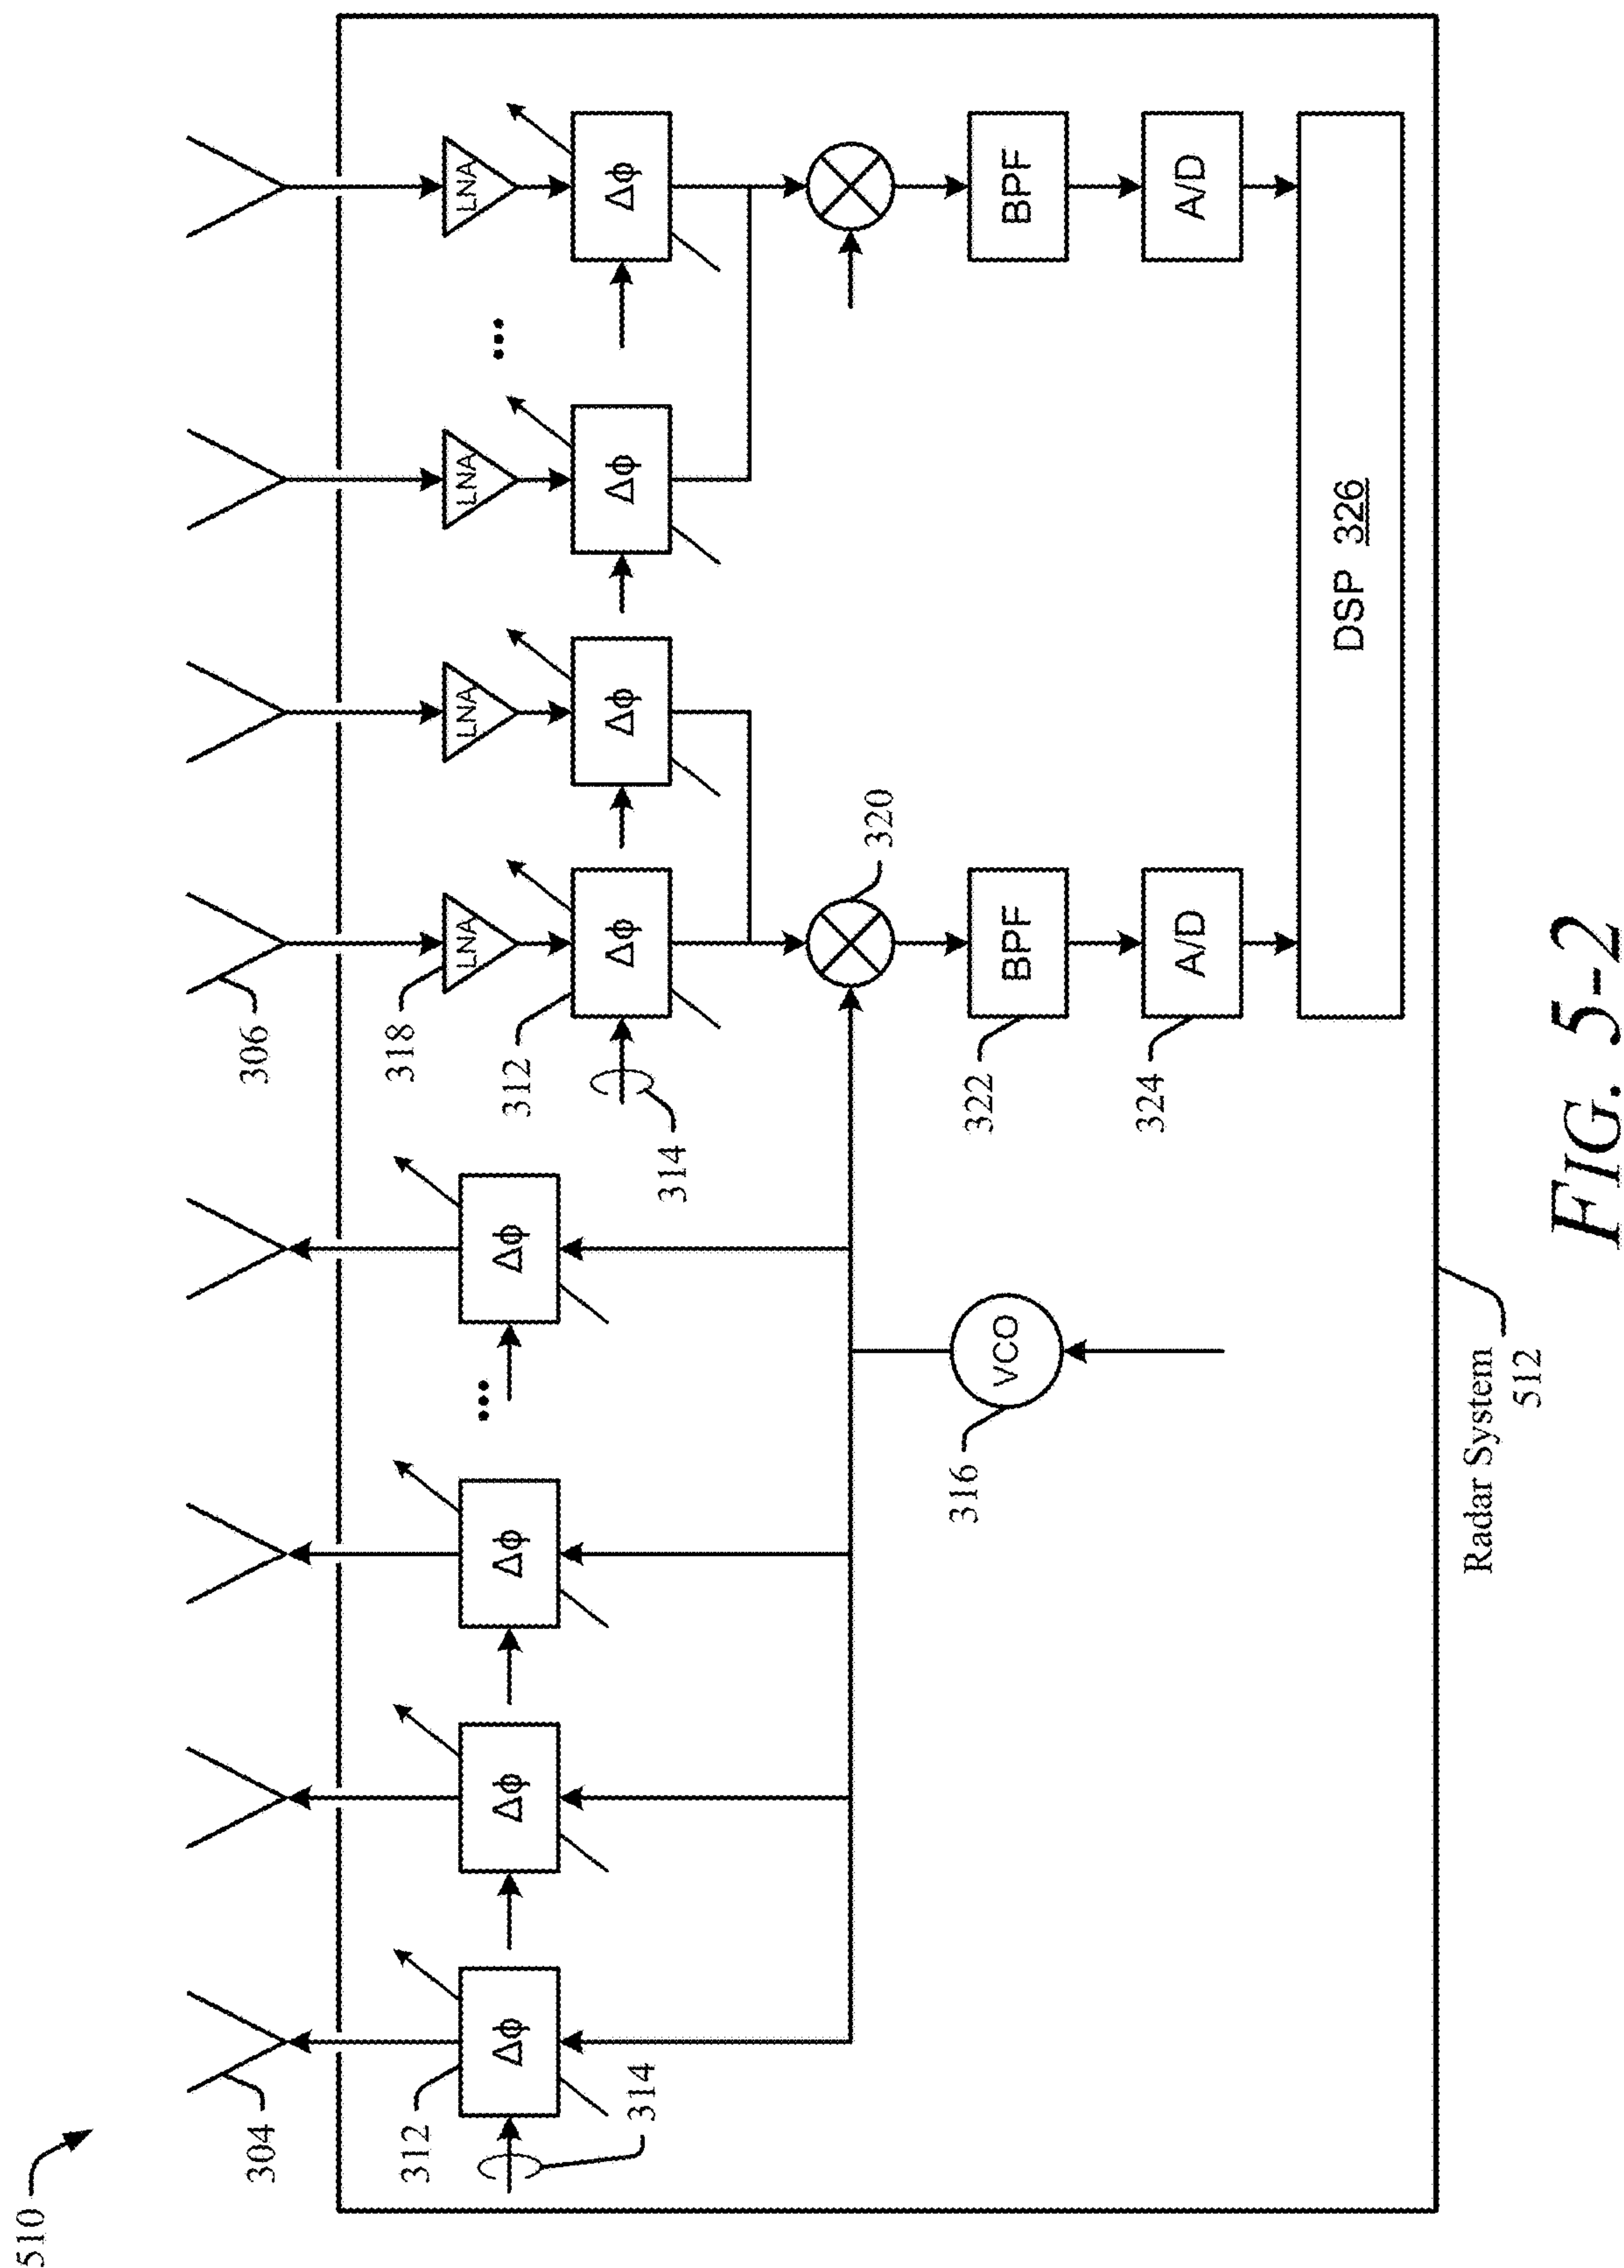 510
304
306
312
314
318
LNA
LNA
LNA
LNA
312
314
Δϕ
Δϕ
Δϕ
Δϕ
Δϕ
Δϕ
Δϕ
Δϕ
...
...
320
316
VCO
322
BPF
BPF
324
A/D
A/D
DSP 326
Radar System
512
FIG. 5-2